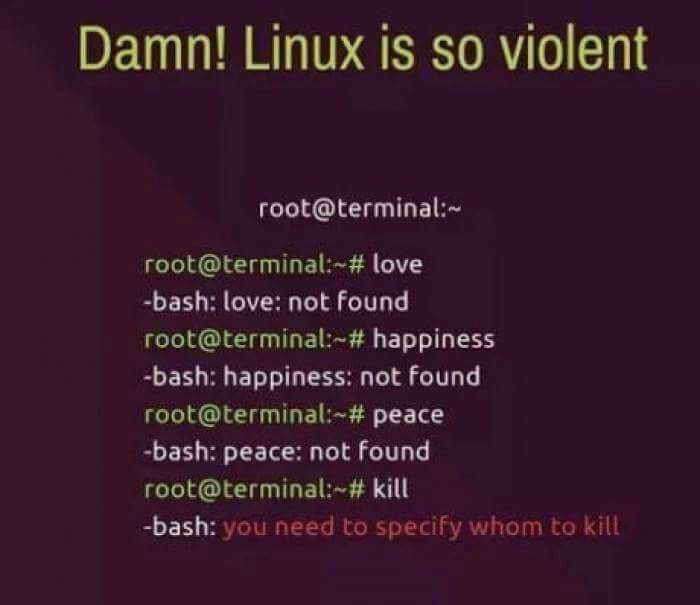 Damn! Linux is so violent
root@terminal:~
root@terminal:~# love
-bash: love: not found
root@terminal:~# happiness
-bash: happiness: not found
root@terminal:~# peace
-bash: peace: not found
root@terminal:~# kill
-bash: you need to specify whom to kill